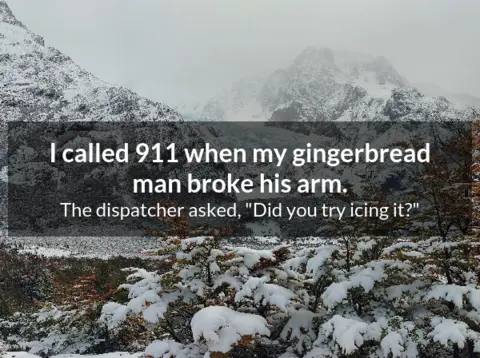 I called 911 when my gingerbread
man broke his arm.
The dispatcher asked, "Did you try icing it?"